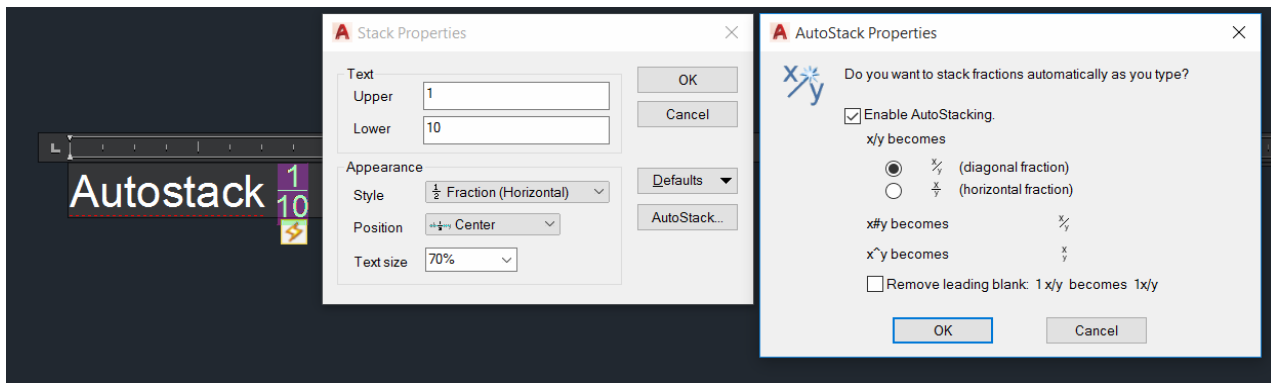 Autostack 1/10
Stack Properties
Text
Upper 1
Lower 10
OK
Cancel
Appearance
Style 1/2 Fraction (Horizontal)
Position Center
Text size 70%
Defaults
AutoStack...
AutoStack Properties
x/y
Do you want to stack fractions automatically as you type?
Enable AutoStacking.
x/y becomes
x/y (diagonal fraction)
x/y (horizontal fraction)
x#y becomes x/y
x^y becomes x y
Remove leading blank: 1 x/y becomes 1x/y
OK Cancel